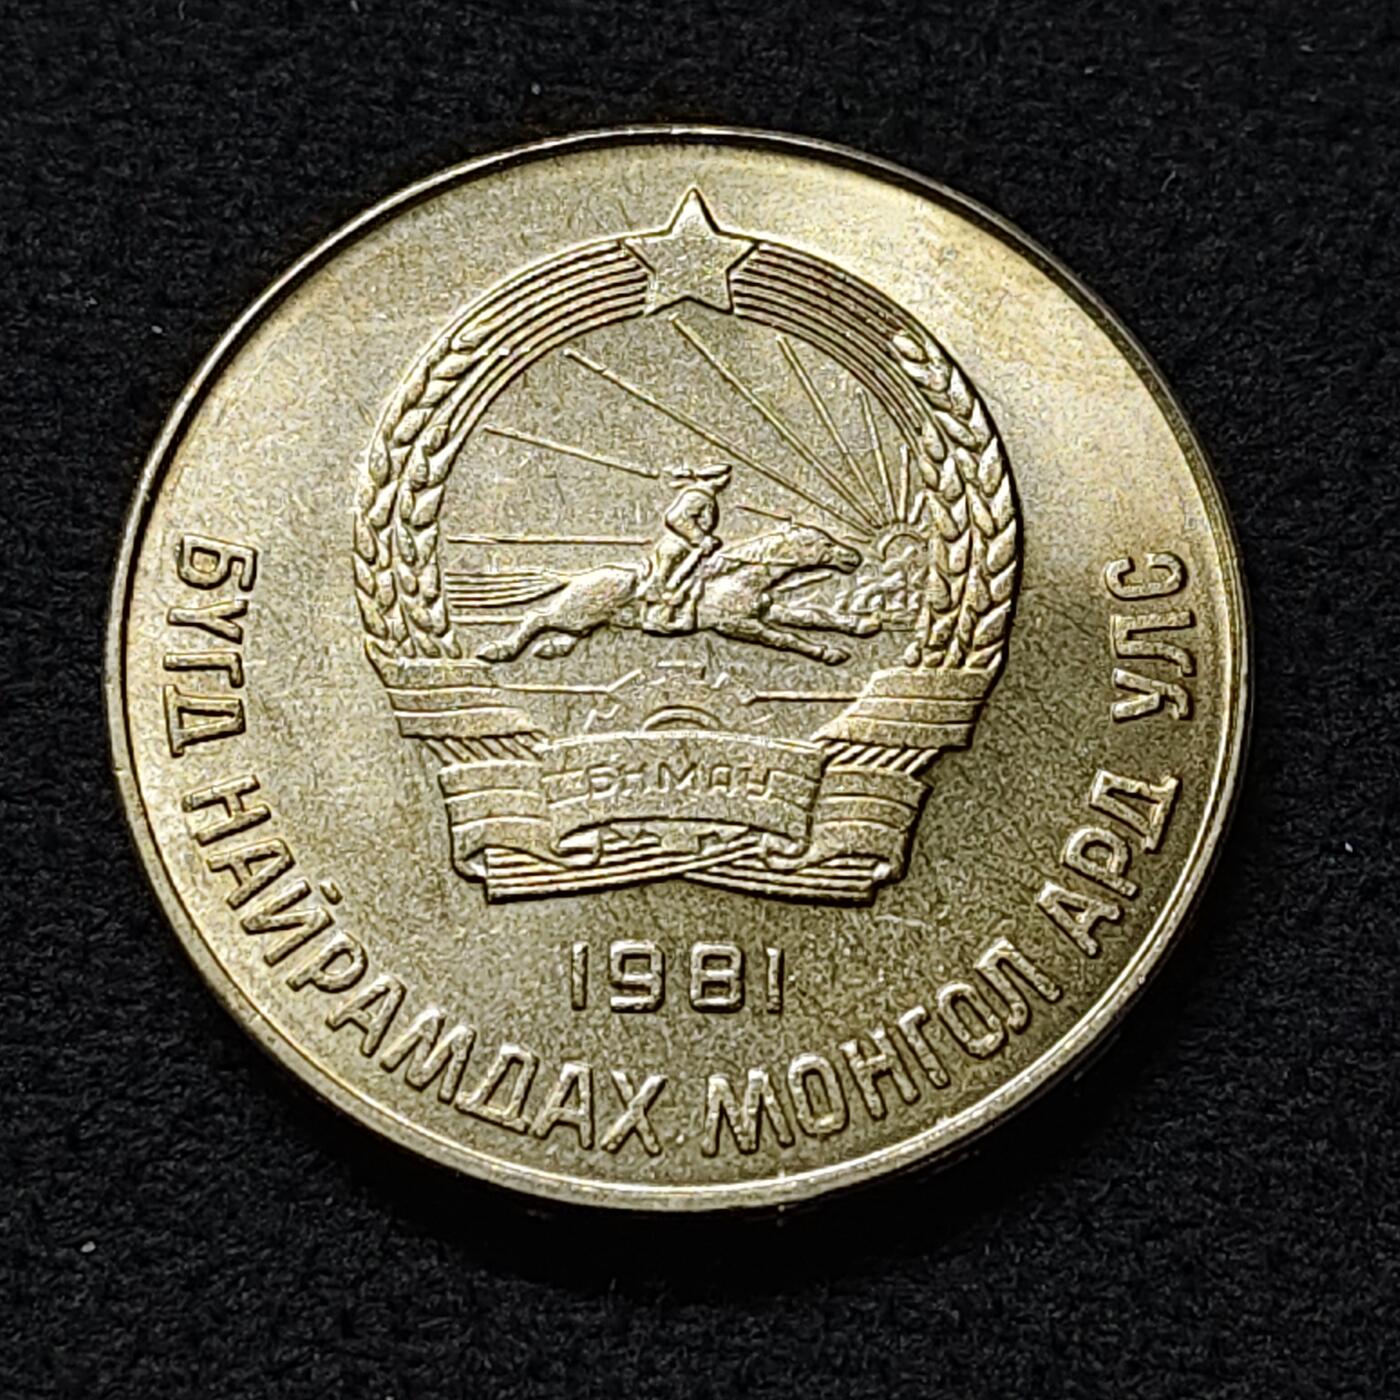 БНМАУ
1981
БҮГД НАЙРАМДАХ МОНГОЛ АРД УЛС